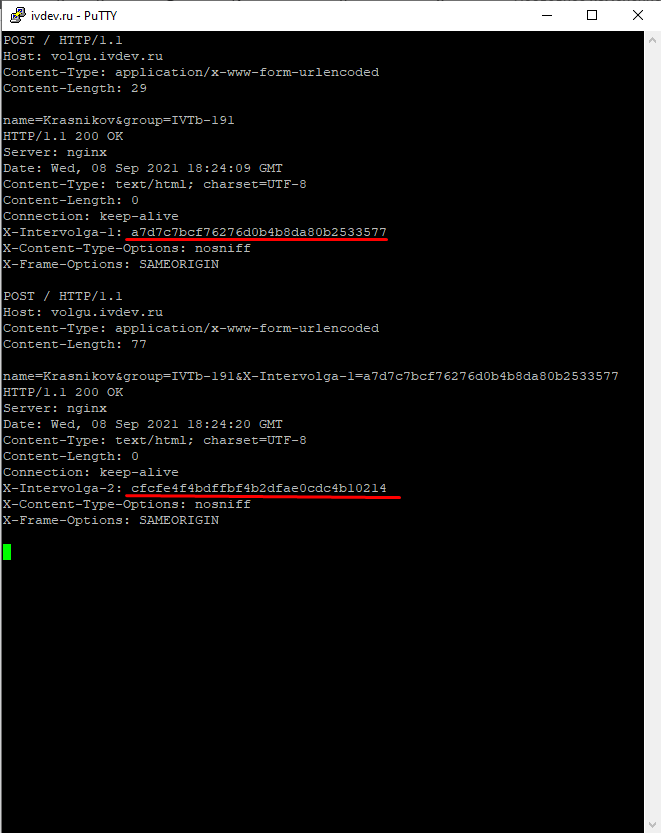 ivdev.ru - PuTTY
POST / HTTP/1.1
Host: volgu.ivdev.ru
Content-Type: application/x-www-form-urlencoded
Content-Length: 29
name=Krasnikov&group=IVTb-191
HTTP/1.1 200 OK
Server: nginx
Date: Wed, 08 Sep 2021 18:24:09 GMT
Content-Type: text/html; charset=UTF-8
Content-Length: 0
Connection: keep-alive
X-Intervolga-1: a7d7c7bcf76276d0b4b8da80b2533577
X-Content-Type-Options: nosniff
X-Frame-Options: SAMEORIGIN
POST / HTTP/1.1
Host: volgu.ivdev.ru
Content-Type: application/x-www-form-urlencoded
Content-Length: 77
name=Krasnikov&group=IVTb-191&X-Intervolga-1=a7d7c7bcf76276d0b4b8da80b2533577
HTTP/1.1 200 OK
Server: nginx
Date: Wed, 08 Sep 2021 18:24:20 GMT
Content-Type: text/html; charset=UTF-8
Content-Length: 0
Connection: keep-alive
X-Intervolga-2: cfcfe4f4bdffbf4b2dfae0cdc4b10214
X-Content-Type-Options: nosniff
X-Frame-Options: SAMEORIGIN